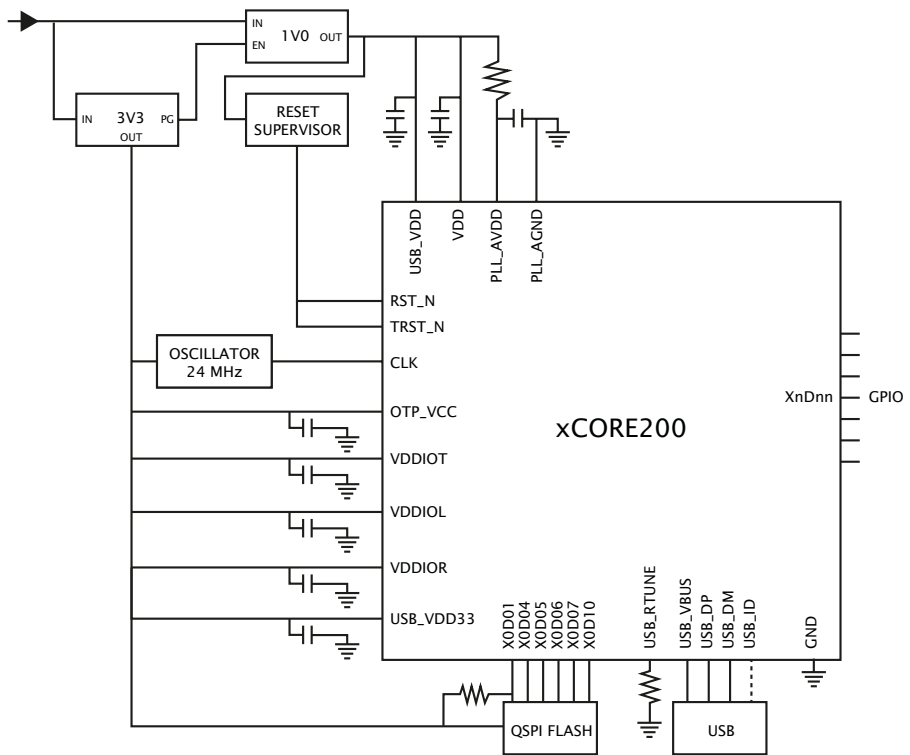 IN
EN
1V0
OUT
IN
3V3
PG
OUT
RESET
SUPERVISOR
USB_VDD
VDD
PLL_AVDD
PLL_AGND
RST_N
TRST_N
OSCILLATOR
24 MHz
CLK
OTP_VCC
VDDIOT
VDDIOL
VDDIOR
USB_VDD33
xCORE200
XnDnn
GPIO
X0D01
X0D04
X0D05
X0D06
X0D07
X0D10
USB_RTUNE
USB_VBUS
USB_DP
USB_DM
USB_ID
GND
QSPI FLASH
USB